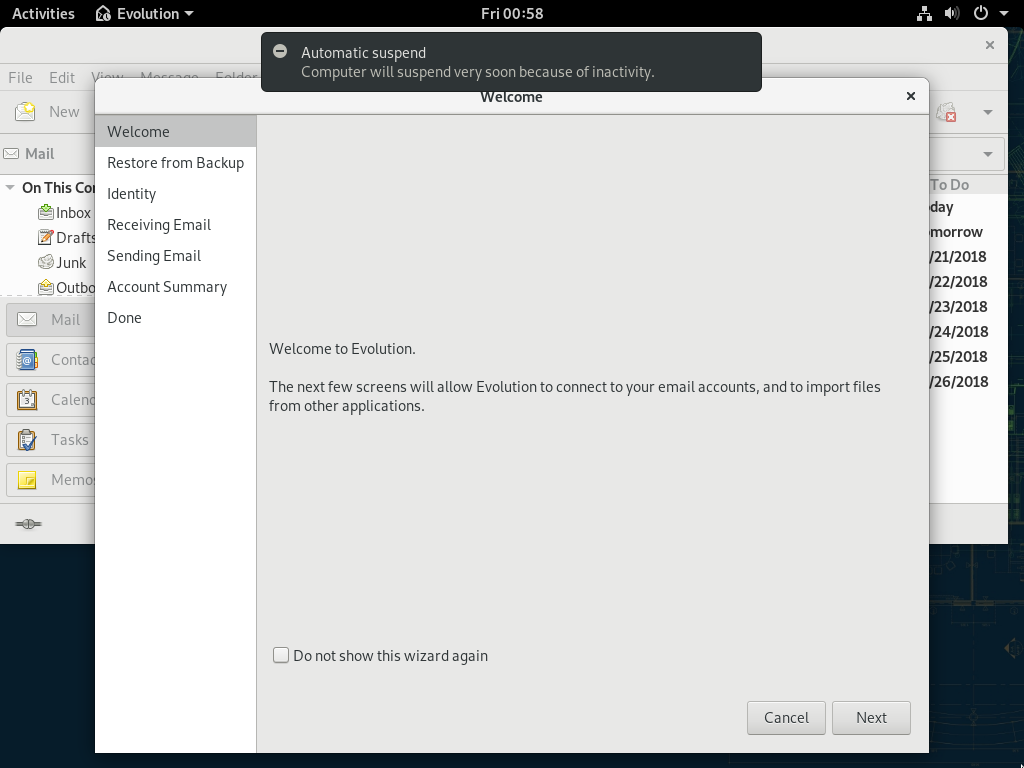 Activities Evolution Fri 00:58
Automatic suspend
Computer will suspend very soon because of inactivity.
File Edit View Message Folder
Welcome
New
Mail
On This Co
Inbox
Drafts
Junk
Outbo
Mail
Contac
Calend
Tasks
Memos
Welcome
Restore from Backup
Identity
Receiving Email
Sending Email
Account Summary
Done
Welcome to Evolution.
The next few screens will allow Evolution to connect to your email accounts, and to import files
from other applications.
Do not show this wizard again
Cancel Next
To Do
day
morrow
/21/2018
/22/2018
/23/2018
/24/2018
/25/2018
/26/2018